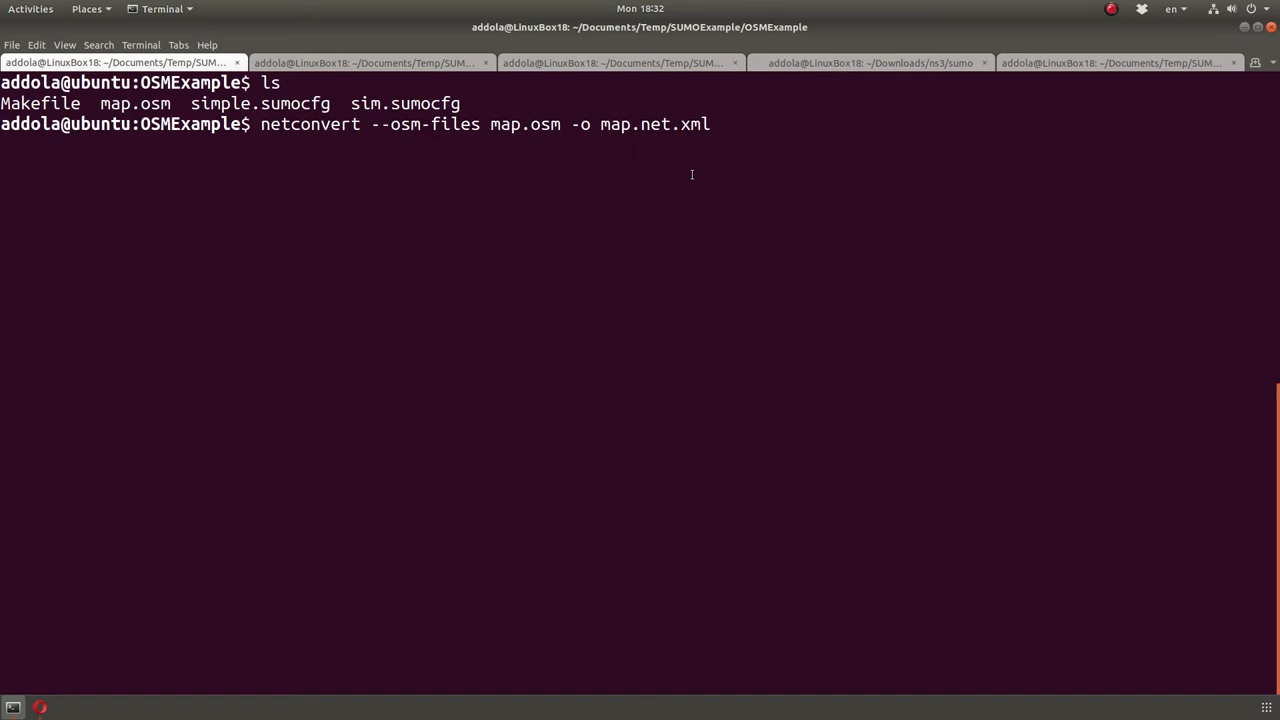 Activities Places Terminal Mon 18:32 en
addola@LinuxBox18: ~/Documents/Temp/SUMOExample/OSMExample
File Edit View Search Terminal Tabs Help
addola@LinuxBox18: ~/Documents/Temp/SUM... × addola@LinuxBox18: ~/Documents/Temp/SUM... × addola@LinuxBox18: ~/Documents/Temp/SUM... × addola@LinuxBox18: ~/Downloads/ns3/sumo × addola@LinuxBox18: ~/Documents/Temp/SUM... ×
addola@ubuntu:OSMExample$ ls
Makefile map.osm simple.sumocfg sim.sumocfg
addola@ubuntu:OSMExample$ netconvert --osm-files map.osm -o map.net.xml